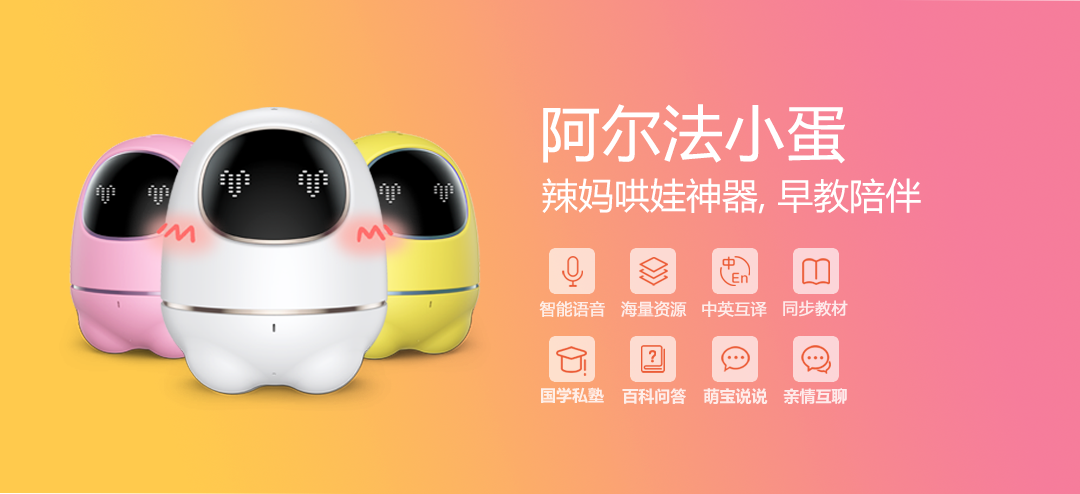 阿尔法小蛋
辣妈哄娃神器, 早教陪伴
中
En
智能语音 海量资源 中英互译 同步教材
?
国学私塾 百科问答 萌宝说说 亲情互聊